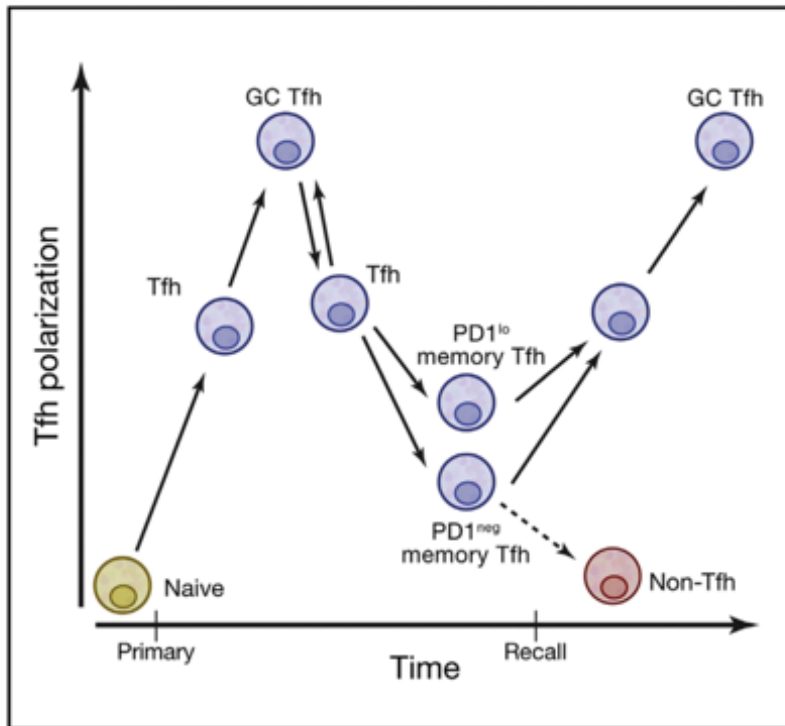 GC Tfh
GC Tfh
Tfh
Tfh
PD1ˡᵒ
memory Tfh
PD1ⁿᵉᵍ
memory Tfh
Naive
Non-Tfh
Primary
Recall
Time
Tfh polarization